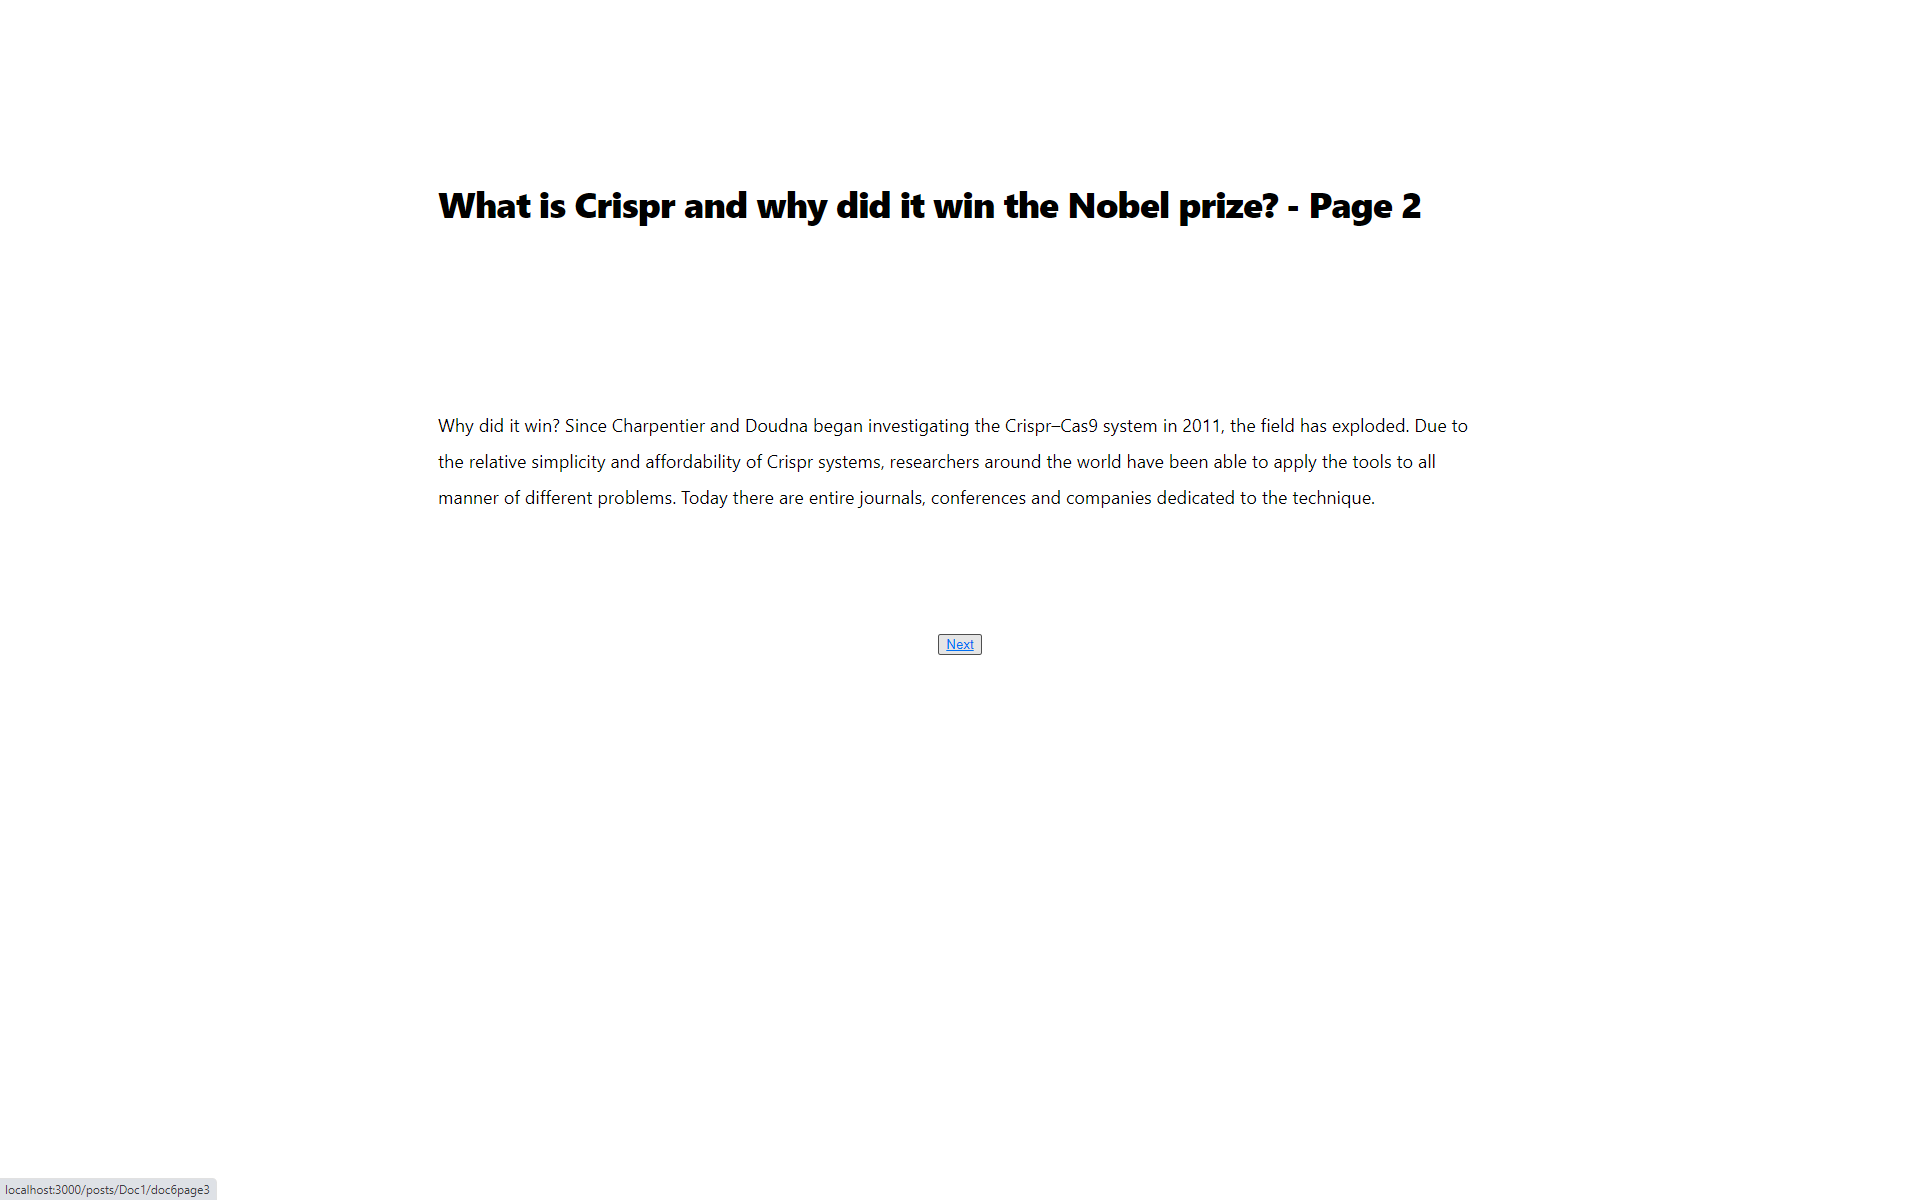 What is Crispr and why did it win the Nobel prize? - Page 2
Why did it win? Since Charpentier and Doudna began investigating the Crispr–Cas9 system in 2011, the field has exploded. Due to
the relative simplicity and affordability of Crispr systems, researchers around the world have been able to apply the tools to all
manner of different problems. Today there are entire journals, conferences and companies dedicated to the technique.
Next
localhost:3000/posts/Doc1/doc6page3